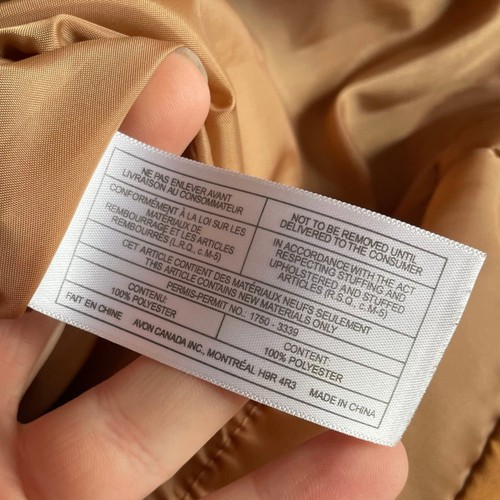 NE PAS ENLEVER AVANT
LIVRAISON AU CONSOMMATEUR
NOT TO BE REMOVED UNTIL
DELIVERED TO THE CONSUMER
CONFORMÉMENT À LA LOI SUR LES
MATÉRIAUX DE
REMBOURRAGE ET LES ARTICLES
REMBOURRÉS (L.R.Q., c. M-5)
IN ACCORDANCE WITH THE ACT
RESPECTING STUFFING AND
UPHOLSTERED AND STUFFED
ARTICLES (R.S.Q., c. M-5)
CET ARTICLE CONTIENT DES MATÉRIAUX NEUFS SEULEMENT
THIS ARTICLE CONTAINS NEW MATERIALS ONLY
PERMIS-PERMIT NO.: 1750 - 3339
CONTENU:
100% POLYESTER
CONTENT:
100% POLYESTER
FAIT EN CHINE AVON CANADA INC, MONTRÉAL H9R 4R3 MADE IN CHINA